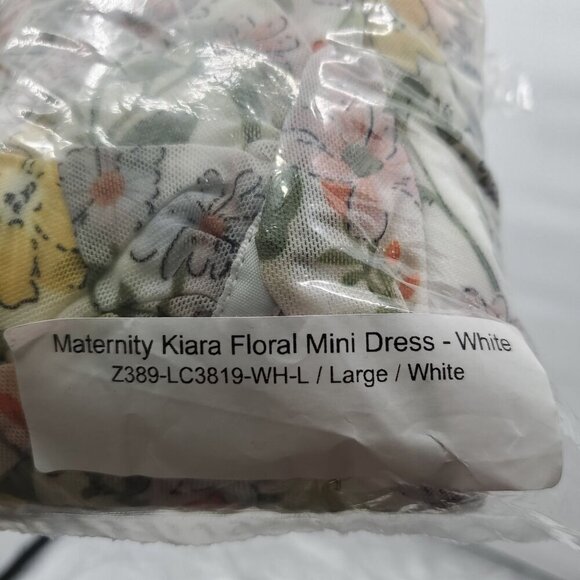 Maternity Kiara Floral Mini Dress - White
Z389-LC3819-WH-L / Large / White